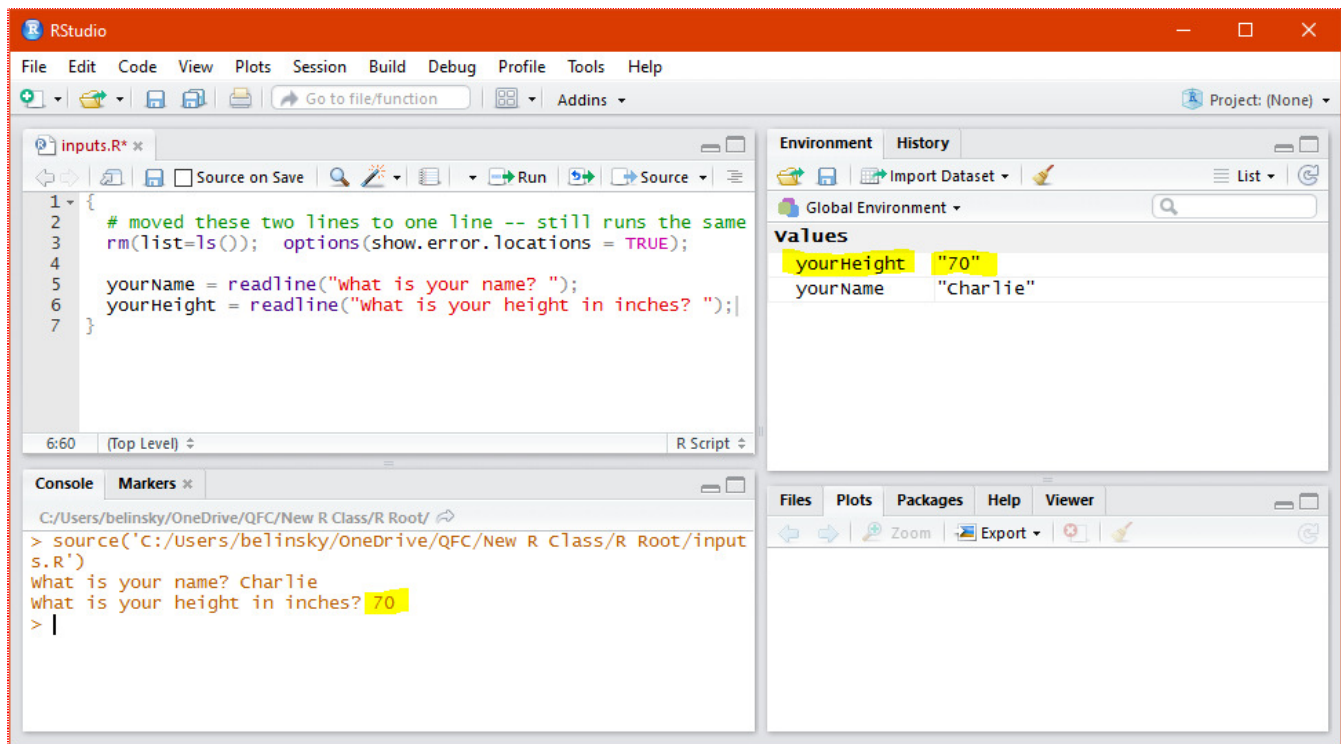 RStudio
File Edit Code View Plots Session Build Debug Profile Tools Help
Go to file/function Addins Project: (None)
inputs.R*
Source on Save Run Source
1 {
2 # moved these two lines to one line -- still runs the same
3 rm(list=ls()); options(show.error.locations = TRUE);
4
5 yourName = readline("What is your name? ");
6 yourHeight = readline("What is your height in inches? ");
7 }
6:60 (Top Level) R Script
Console Markers
C:/Users/belinsky/OneDrive/QFC/New R Class/R Root/
> source('C:/Users/belinsky/OneDrive/QFC/New R Class/R Root/input
s.R')
What is your name? Charlie
What is your height in inches? 70
>
Environment History
Import Dataset List
Global Environment
Values
yourHeight "70"
yourName "Charlie"
Files Plots Packages Help Viewer
Zoom Export